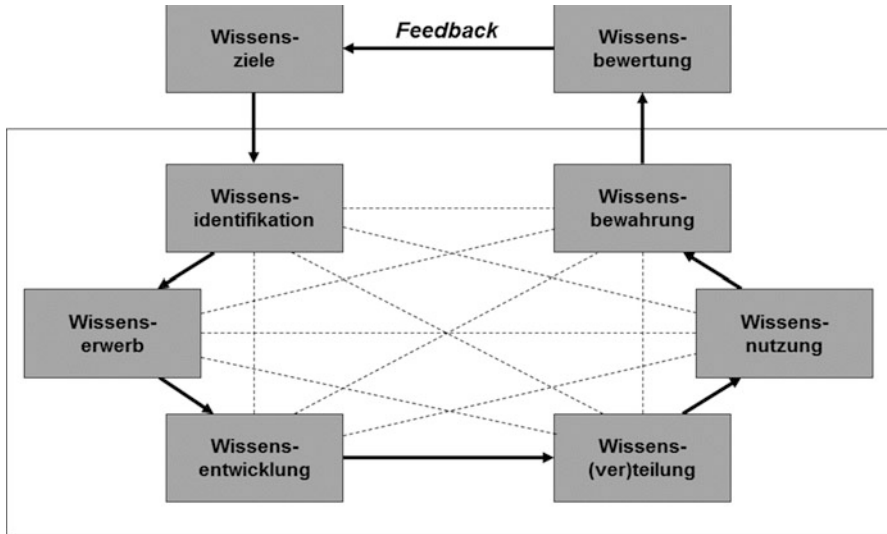 Wissens-
ziele
Feedback
Wissens-
bewertung
Wissens-
identifikation
Wissens-
bewahrung
Wissens-
erwerb
Wissens-
nutzung
Wissens-
entwicklung
Wissens-
(ver)teilung